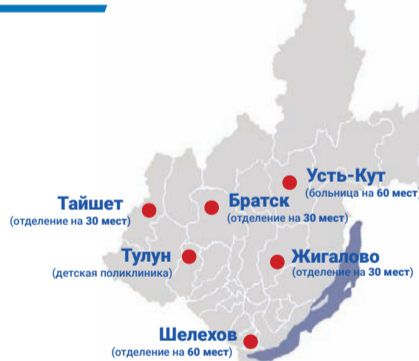 Усть-Кут
(больница на 60 мест)
Тайшет
(отделение на 30 мест)
Братск
(отделение на 30 мест)
Тулун
(детская поликлиника)
Жигалово
(отделение на 30 мест)
Шелехов
(отделение на 60 мест)